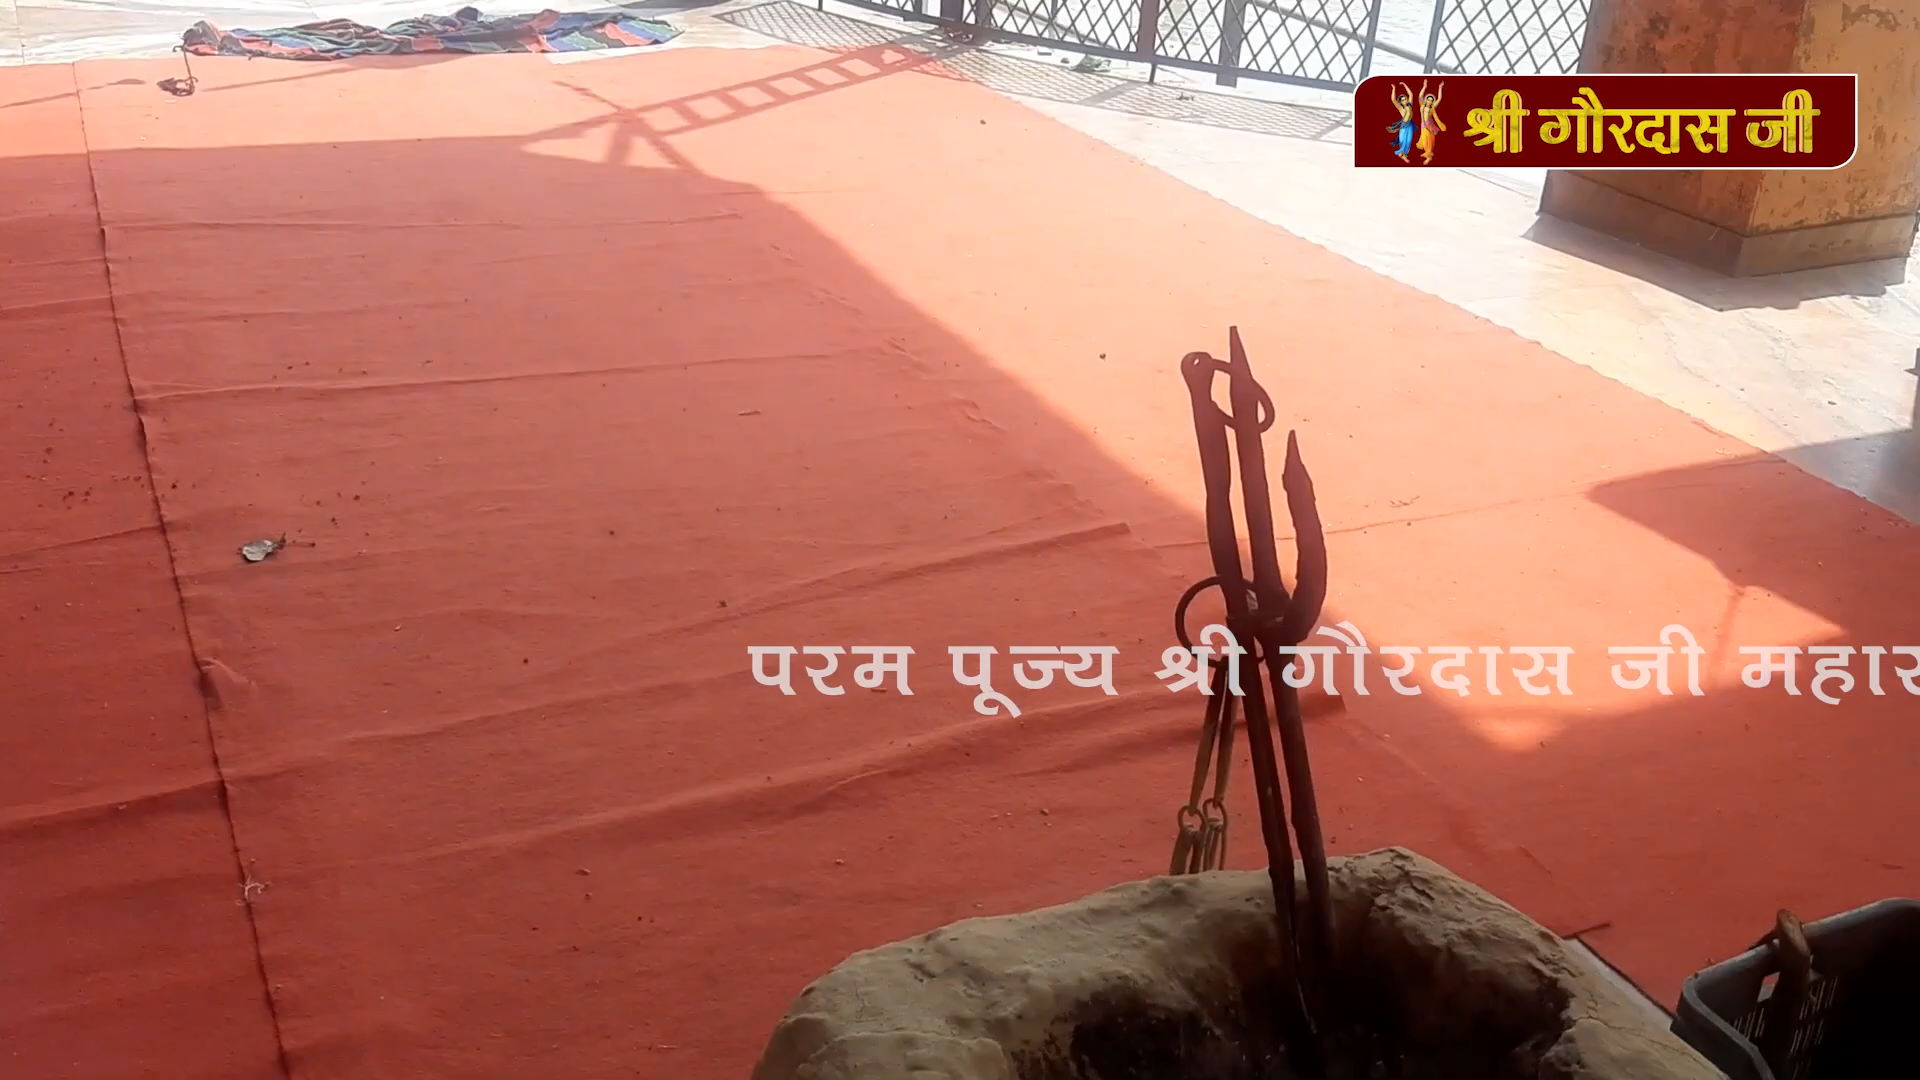 श्री गौरदास जी
परम पूज्य श्री गौरदास जी